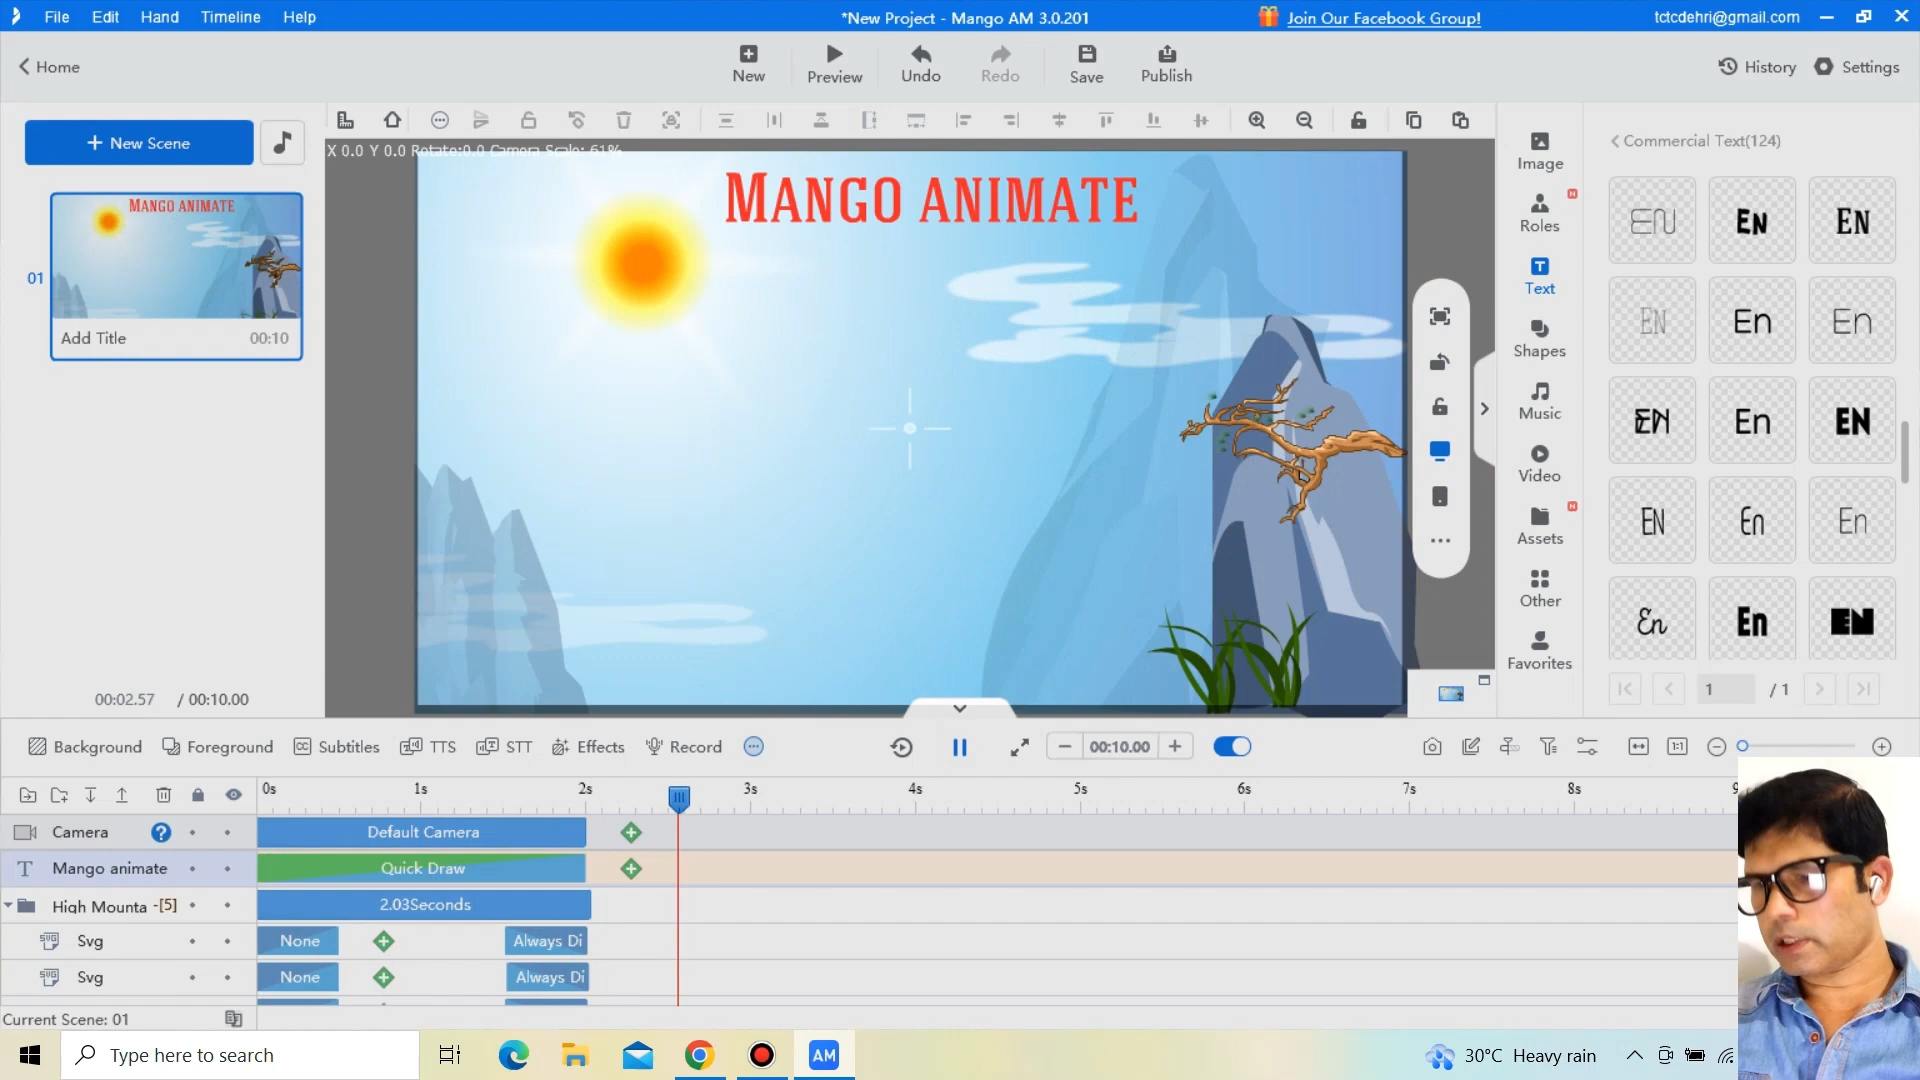 File Edit Hand Timeline Help
*New Project - Mango AM 3.0.201
Join Our Facebook Group!
tctcdehri@gmail.com
Home
New
Preview
Undo
Redo
Save
Publish
History
Settings
+ New Scene
MANGO ANIMATE
01
Add Title
00:10
00:02.57 / 00:10.00
X 0.0 Y 0.0 Rotate:0.0 Camera Scale: 61%
MANGO ANIMATE
Image
Roles
N
Text
Shapes
Music
Video
Assets
N
Other
Favorites
Commercial Text(124)
EN EN EN
EN En En
EN En EN
EN En En
En En EN
1 / 1
Background
Foreground
Subtitles
TTS
STT
Effects
Record
00:10.00
1:1
0s 1s 2s 3s 4s 5s 6s 7s 8s 9
Camera ? Default Camera
T Mango animate Quick Draw
High Mounta -[5] 2.03Seconds
SVG Svg None Always Di
SVG Svg None Always Di
Current Scene: 01
Type here to search
AM
30°C Heavy rain